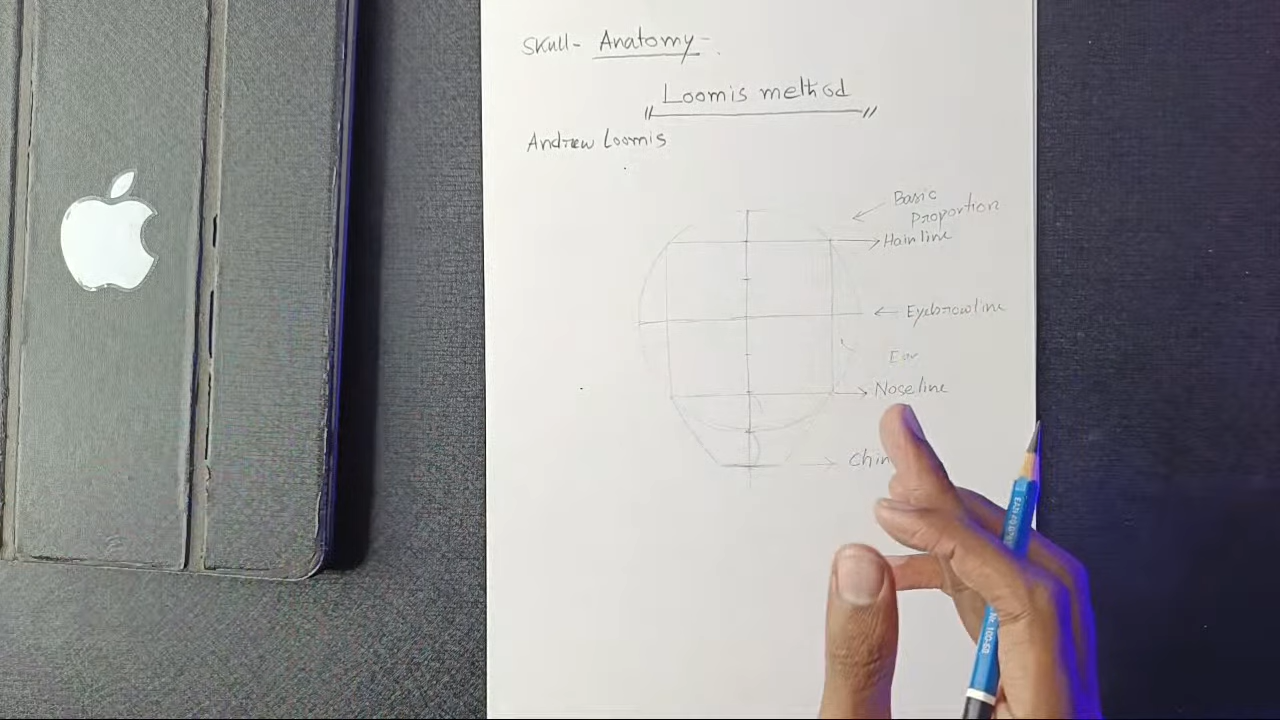 Skull- Anatomy-
Loomis method
Andrew Loomis
Basic
Proportion
Hairline
Eyebrowline
Ear
Noseline
Chin